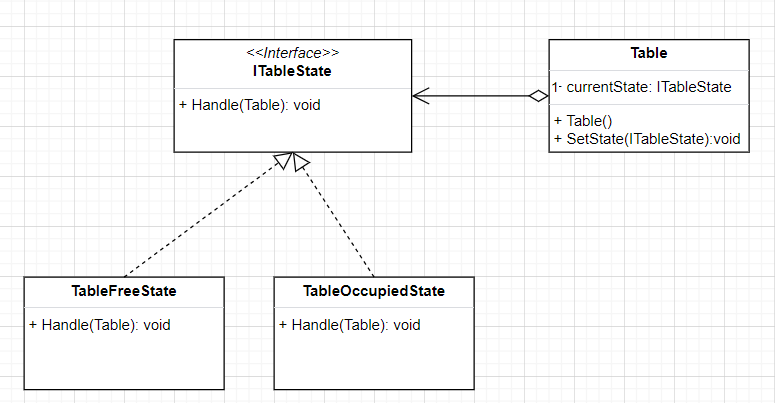 <<Interface>>
ITableState
+ Handle(Table): void
Table
1- currentState: ITableState
+ Table()
+ SetState(ITableState):void
TableFreeState
+ Handle(Table): void
TableOccupiedState
+ Handle(Table): void